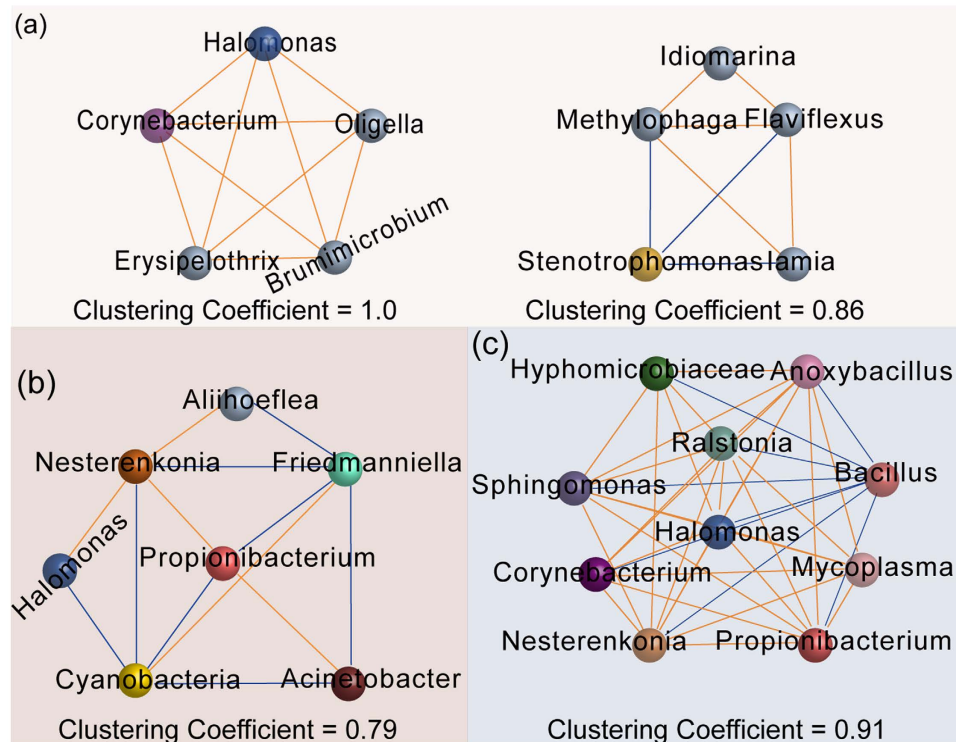 (a)
Halomonas
Corynebacterium
Oligella
Erysipelothrix
Brumimicrobium
Clustering Coefficient = 1.0
Idiomarina
Methylophaga
Flaviflexus
Stenotrophomonas
Iamia
Clustering Coefficient = 0.86
(b)
Aliihoeflea
Nesterenkonia
Friedmanniella
Halomonas
Propionibacterium
Cyanobacteria
Acinetobacter
Clustering Coefficient = 0.79
(c)
Hyphomicrobiaceae
Anoxybacillus
Ralstonia
Sphingomonas
Bacillus
Halomonas
Corynebacterium
Mycoplasma
Nesterenkonia
Propionibacterium
Clustering Coefficient = 0.91